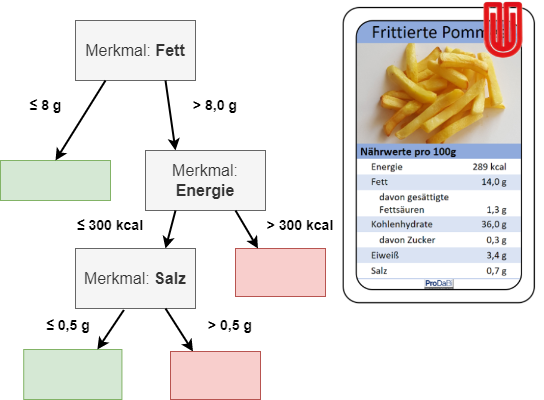 Merkmal: Fett
≤ 8 g
> 8,0 g
Merkmal:
Energie
≤ 300 kcal
> 300 kcal
Merkmal: Salz
≤ 0,5 g
> 0,5 g
Frittierte
Nährwerte pro 100g
Energie 289 kcal
Fett 14,0 g
davon gesättigte
Fettsäuren 1,3 g
Kohlenhydrate 36,0 g
davon Zucker 0,3 g
Eiweiß 3,4 g
Salz 0,7 g
ProDaBi